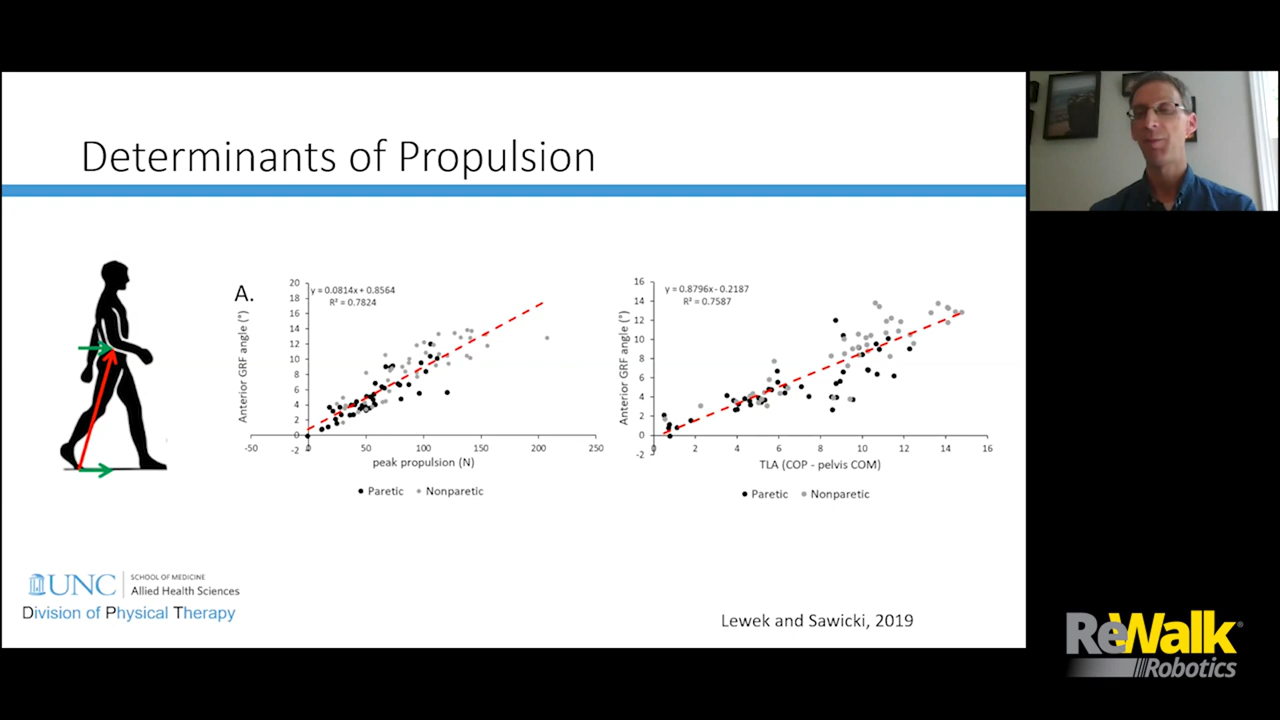 Determinants of Propulsion
A.
y = 0.0814x + 0.8564
R² = 0.7824
Anterior GRF angle (°)
20
18
16
14
12
10
8
6
4
2
0
-2
-50
0
50
100
150
200
250
peak propulsion (N)
Paretic
Nonparetic
y = 0.8796x - 0.2187
R² = 0.7587
Anterior GRF angle (°)
16
14
12
10
8
6
4
2
0
-2
0
2
4
6
8
10
12
14
16
TLA (COP - pelvis COM)
Paretic
Nonparetic
UNC
SCHOOL OF MEDICINE
Allied Health Sciences
Division of Physical Therapy
Lewek and Sawicki, 2019
ReWalk
Robotics